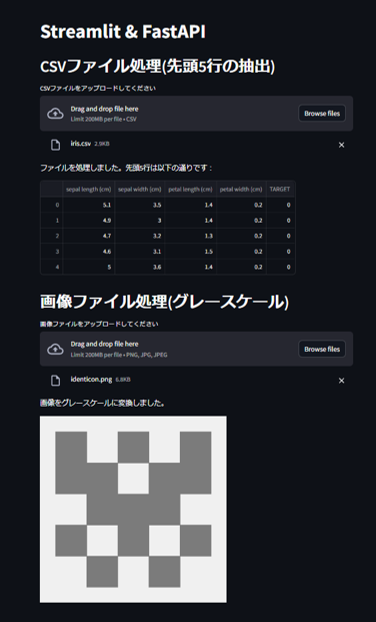 Streamlit & FastAPI
CSVファイル処理(先頭5行の抽出)
CSVファイルをアップロードしてください
Drag and drop file here
Limit 200MB per file • CSV
Browse files
iris.csv 2.9KB
ファイルを処理しました。先頭5行は以下の通りです：
sepal length (cm) sepal width (cm) petal length (cm) petal width (cm) TARGET
0 5.1 3.5 1.4 0.2 0
1 4.9 3 1.4 0.2 0
2 4.7 3.2 1.3 0.2 0
3 4.6 3.1 1.5 0.2 0
4 5 3.6 1.4 0.2 0
画像ファイル処理(グレースケール)
画像ファイルをアップロードしてください
Drag and drop file here
Limit 200MB per file • PNG, JPG, JPEG
Browse files
identicon.png 6.8KB
画像をグレースケールに変換しました。